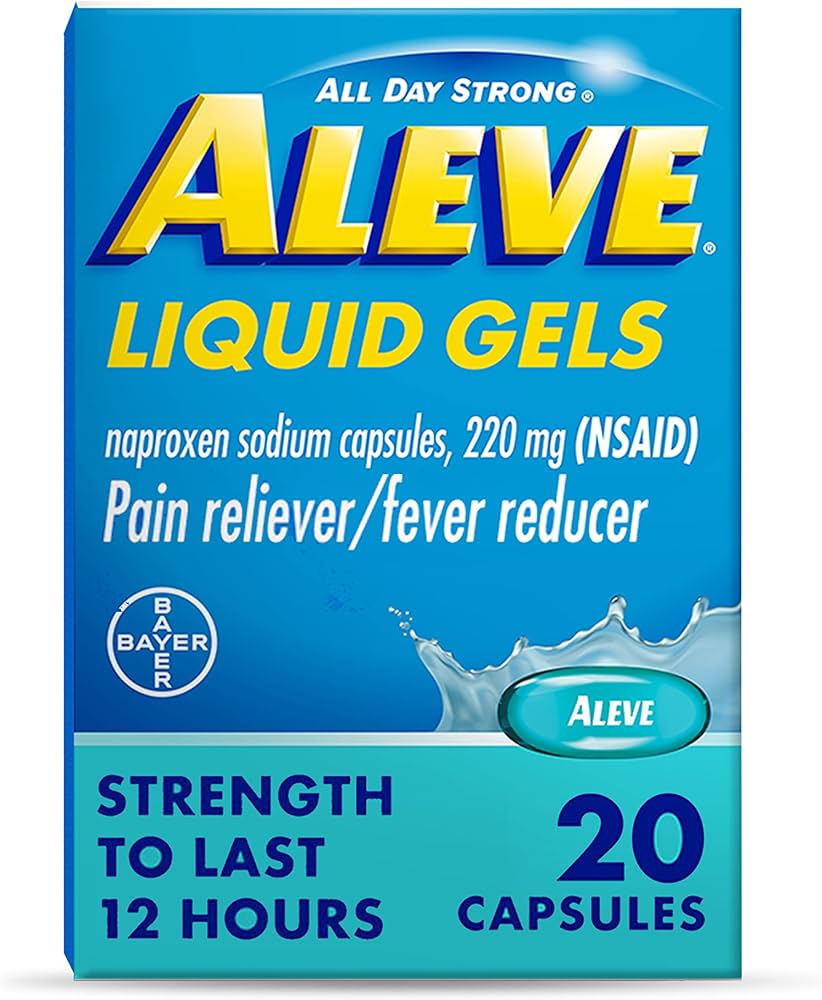 ALL DAY STRONG®
ALEVE®
LIQUID GELS
naproxen sodium capsules, 220 mg (NSAID)
Pain reliever/fever reducer
BAYER
BAYER
ALEVE
STRENGTH
TO LAST
12 HOURS
20
CAPSULES